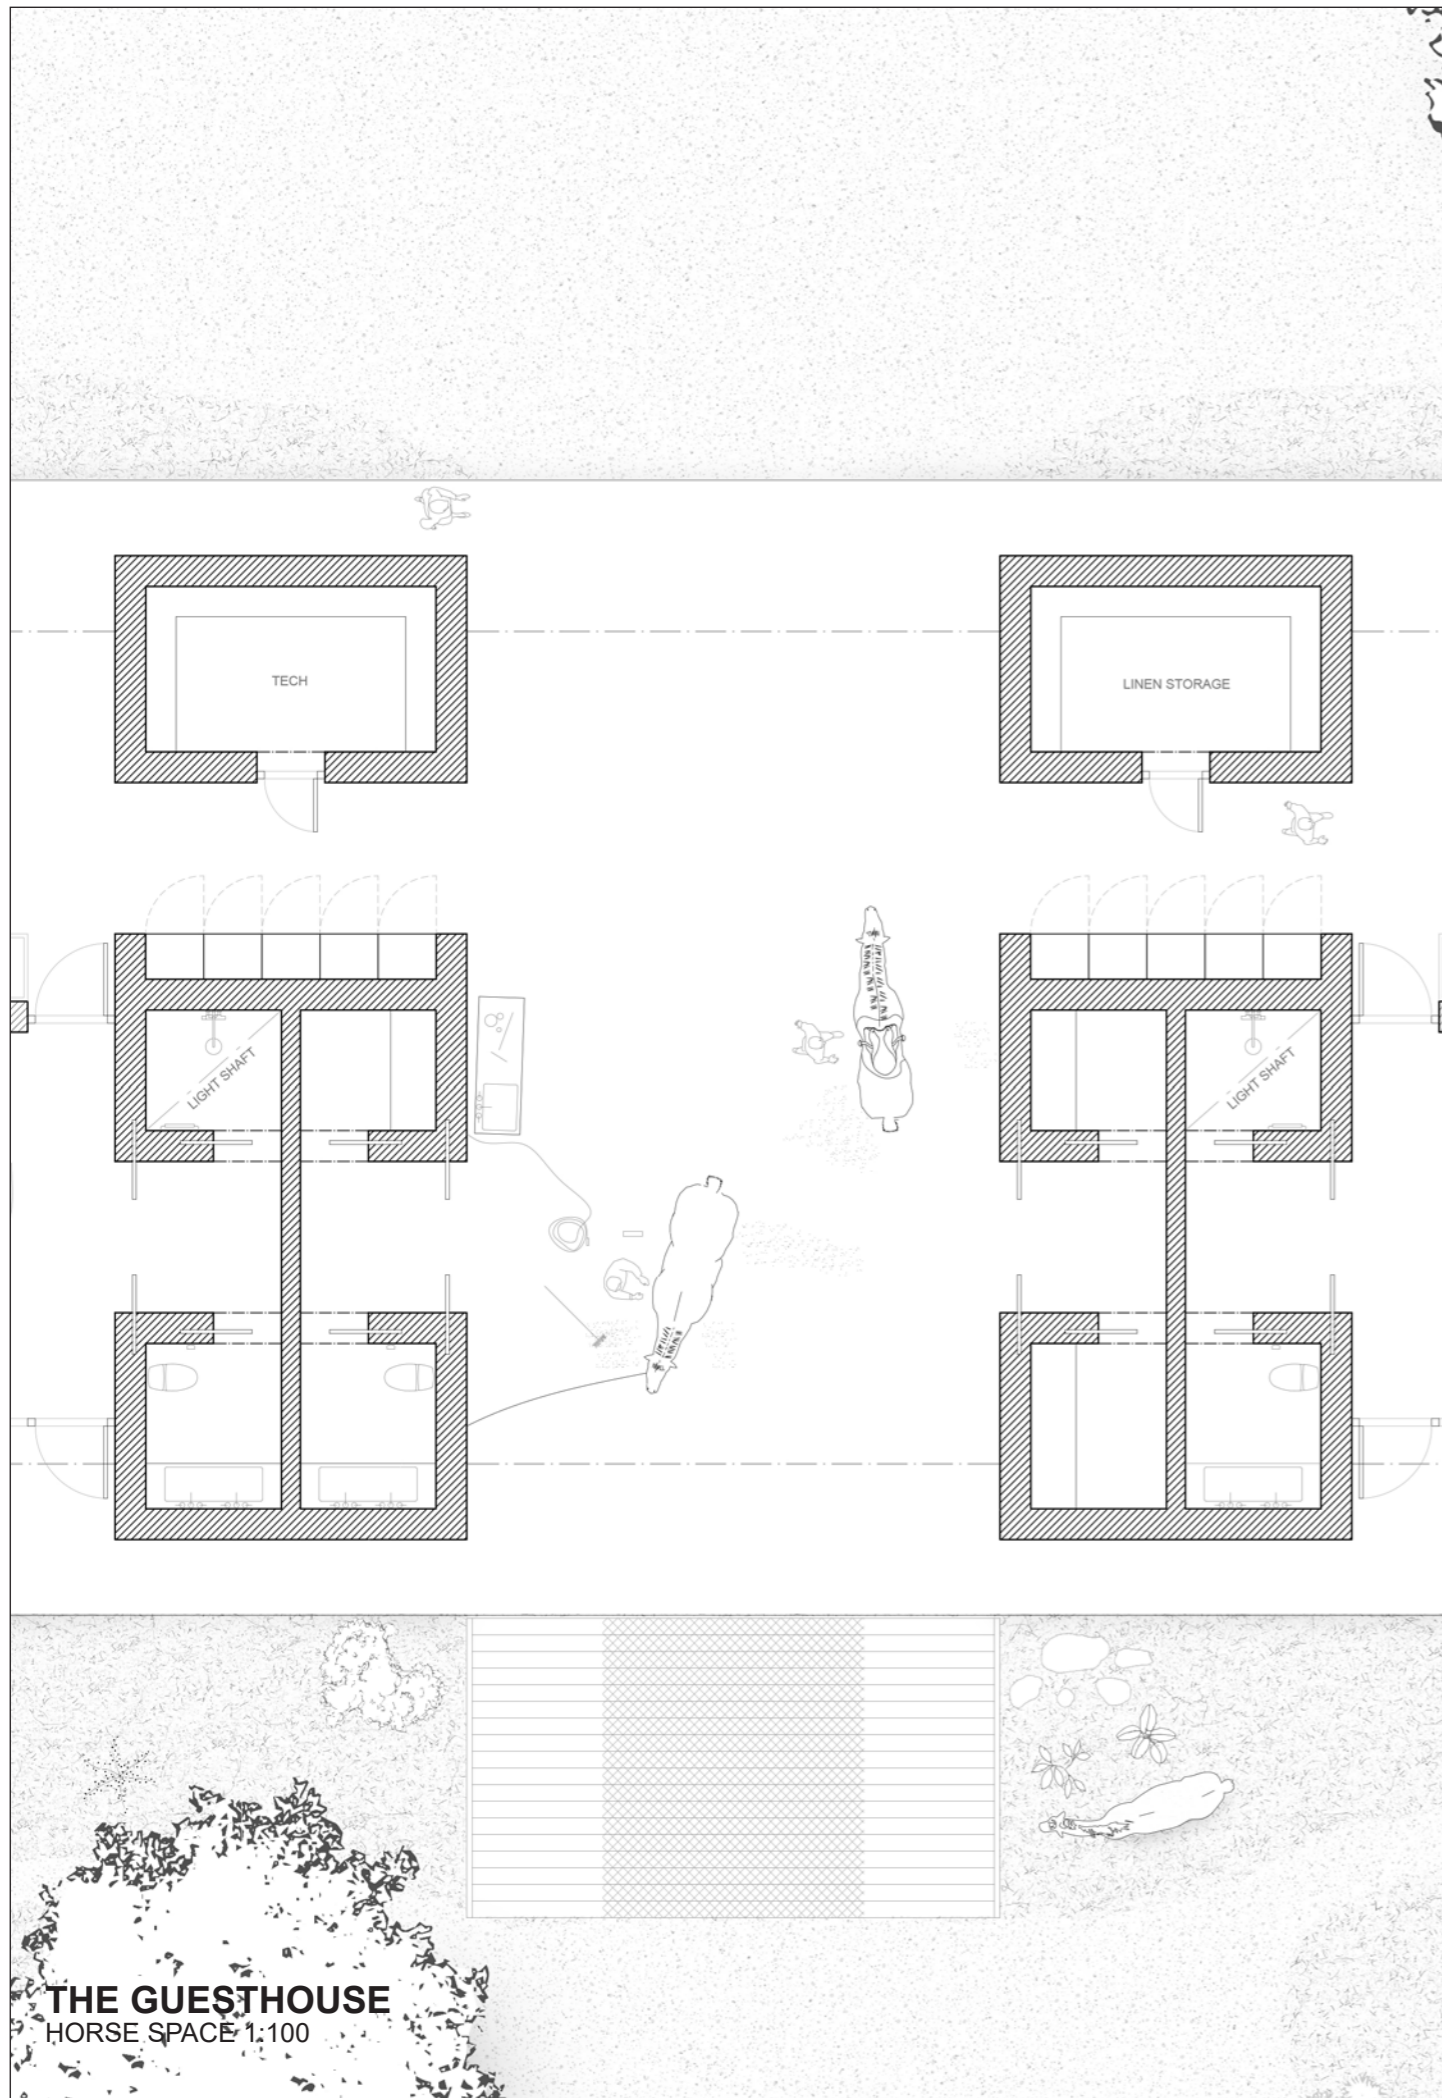 TECH
LINEN STORAGE
LIGHT SHAFT
LIGHT SHAFT
THE GUESTHOUSE
HORSE SPACE 1:100